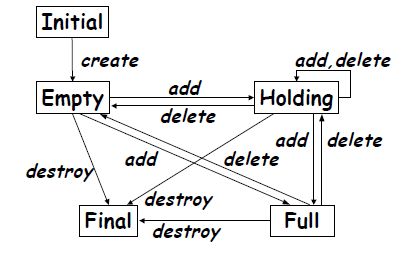 Initial
create
add,delete
Empty
add
Holding
delete
add
delete
add
delete
destroy
destroy
Final
Full
destroy